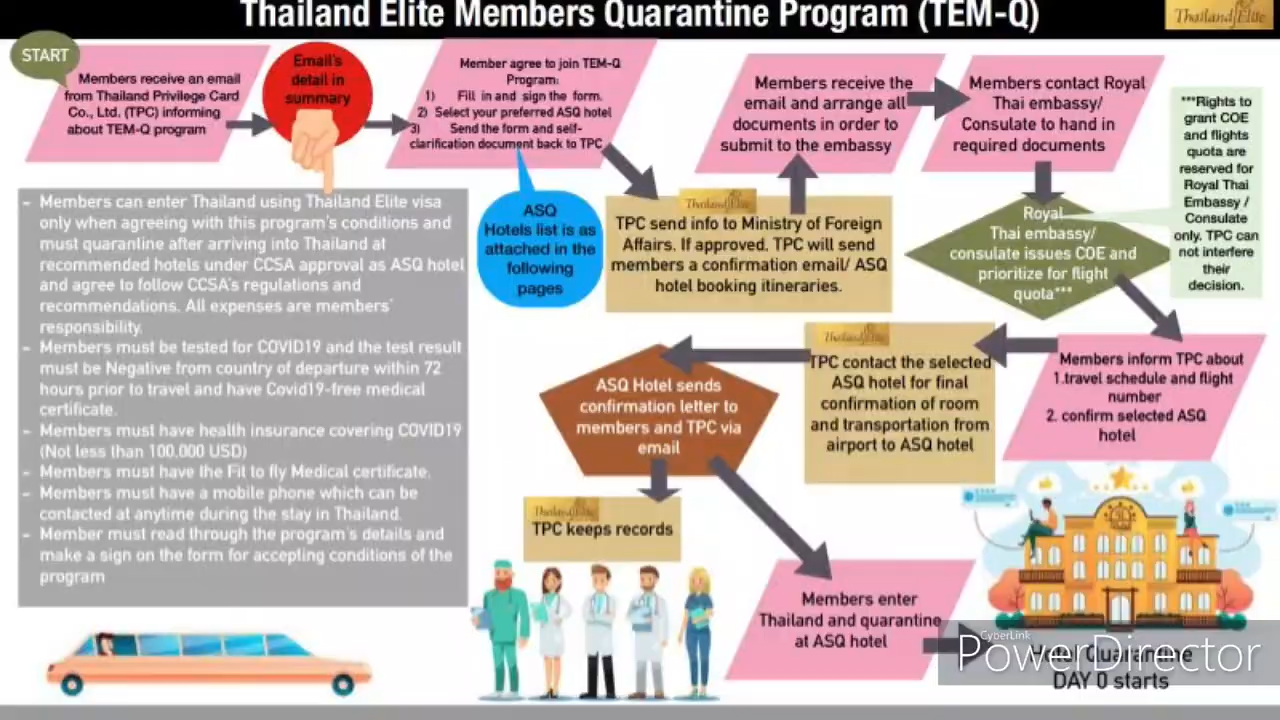 Thailand Elite Members Quarantine Program (TEM-Q)
Thailand Elite
START
Members receive an email
from Thailand Privilege Card
Co., Ltd. (TPC) informing
about TEM-Q program
Email's
detail in
summary
Member agree to join TEM-Q
Program:
1) Fill in and sign the form.
2) Select your preferred ASQ hotel
3) Send the form and self-
clarification document back to TPC
Members receive the
email and arrange all
documents in order to
submit to the embassy
Members contact Royal
Thai embassy/
Consulate to hand in
required documents
***Rights to
grant COE
and flights
quota are
reserved for
Royal Thai
Embassy /
Consulate
only. TPC can
not interfere
their
decision.
- Members can enter Thailand using Thailand Elite visa
only when agreeing with this program's conditions and
must quarantine after arriving into Thailand at
recommended hotels under CCSA approval as ASQ hotel
and agree to follow CCSA's regulations and
recommendations. All expenses are members'
responsibility.
- Members must be tested for COVID19 and the test result
must be Negative from country of departure within 72
hours prior to travel and have Covid19-free medical
certificate.
- Members must have health insurance covering COVID19
(Not less than 100,000 USD)
- Members must have the Fit to fly Medical certificate.
- Members must have a mobile phone which can be
contacted at anytime during the stay in Thailand.
- Member must read through the program's details and
make a sign on the form for accepting conditions of the
program
ASQ
Hotels list is as
attached in the
following
pages
Thailand Elite
TPC send info to Ministry of Foreign
Affairs. If approved, TPC will send
members a confirmation email/ ASQ
hotel booking itineraries.
Royal
Thai embassy/
consulate issues COE and
prioritize for flight
quota***
Members inform TPC about
1.travel schedule and flight
number
2. confirm selected ASQ
hotel
Thailand Elite
TPC contact the selected
ASQ hotel for final
confirmation of room
and transportation from
airport to ASQ hotel
ASQ Hotel sends
confirmation letter to
members and TPC via
email
Thailand Elite
TPC keeps records
Members enter
Thailand and quarantine
at ASQ hotel
Hotel Quarantine
DAY 0 starts
CyberLink
PowerDirector